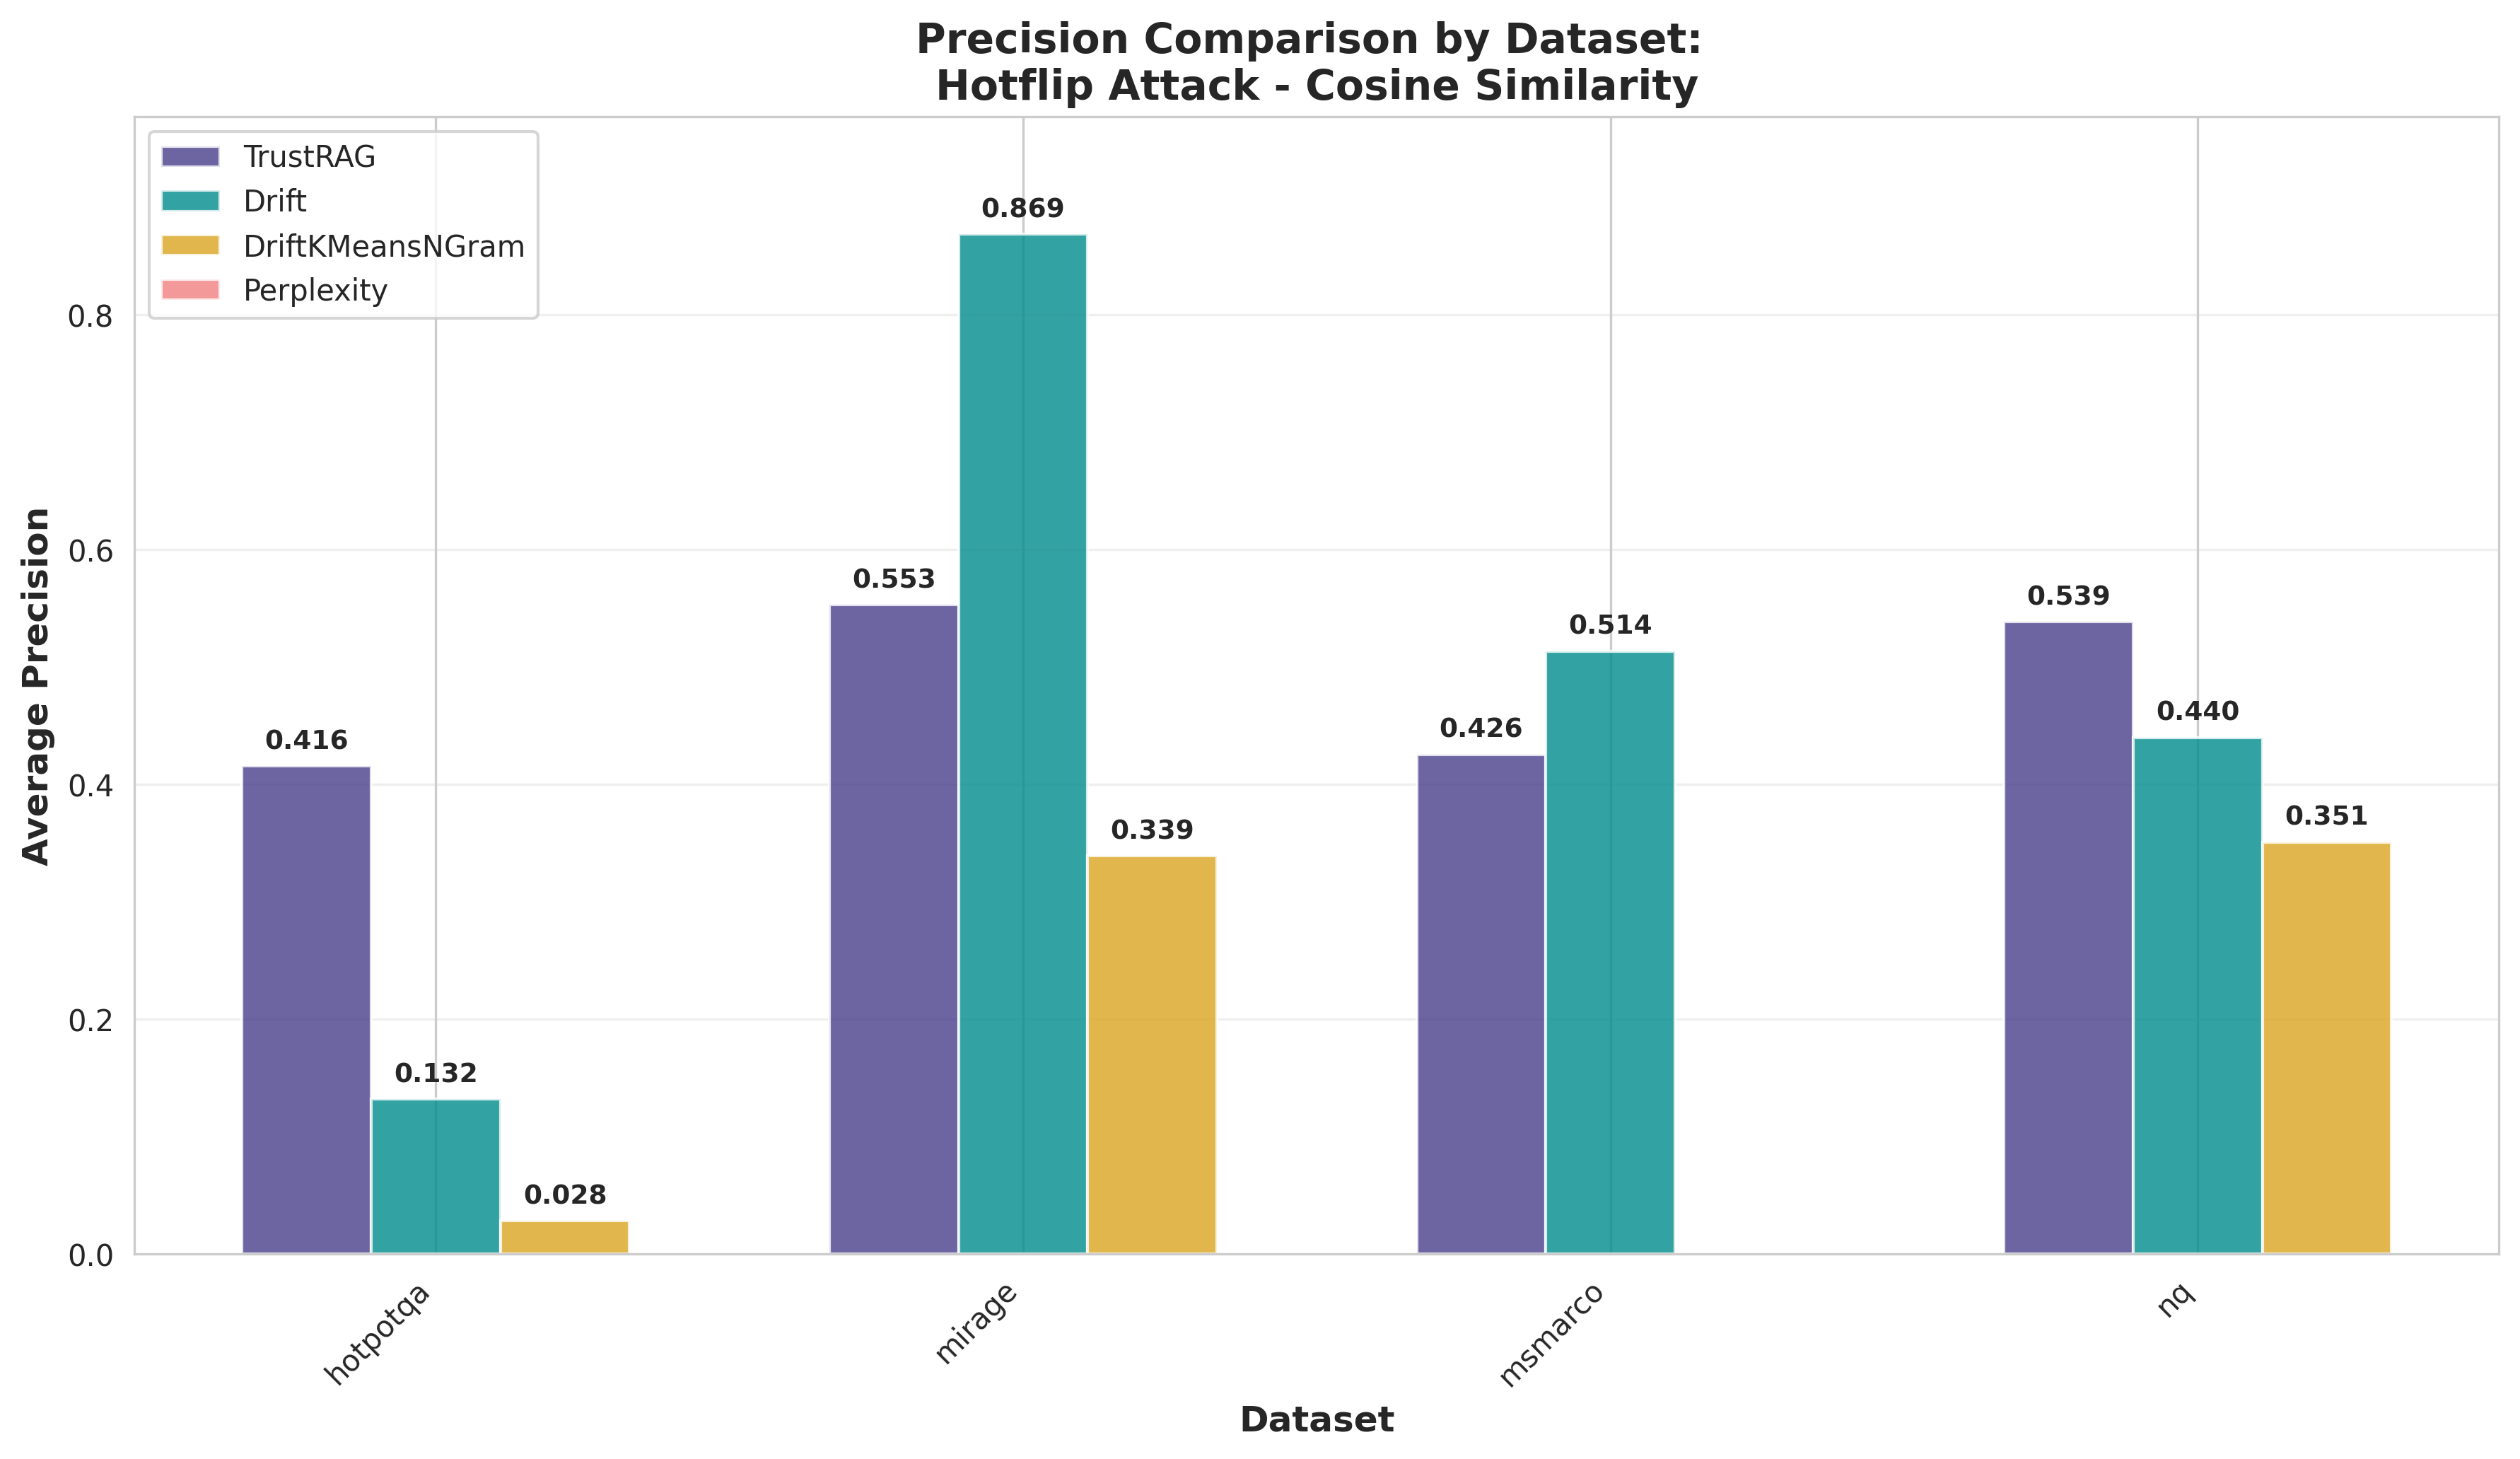 Precision Comparison by Dataset:
Hotflip Attack - Cosine Similarity
TrustRAG
Drift
DriftKMeansNGram
Perplexity
Average Precision
0.8
0.6
0.4
0.2
0.0
0.416
0.132
0.028
0.553
0.869
0.339
0.426
0.514
0.539
0.440
0.351
hotpotqa
mirage
msmarco
nq
Dataset